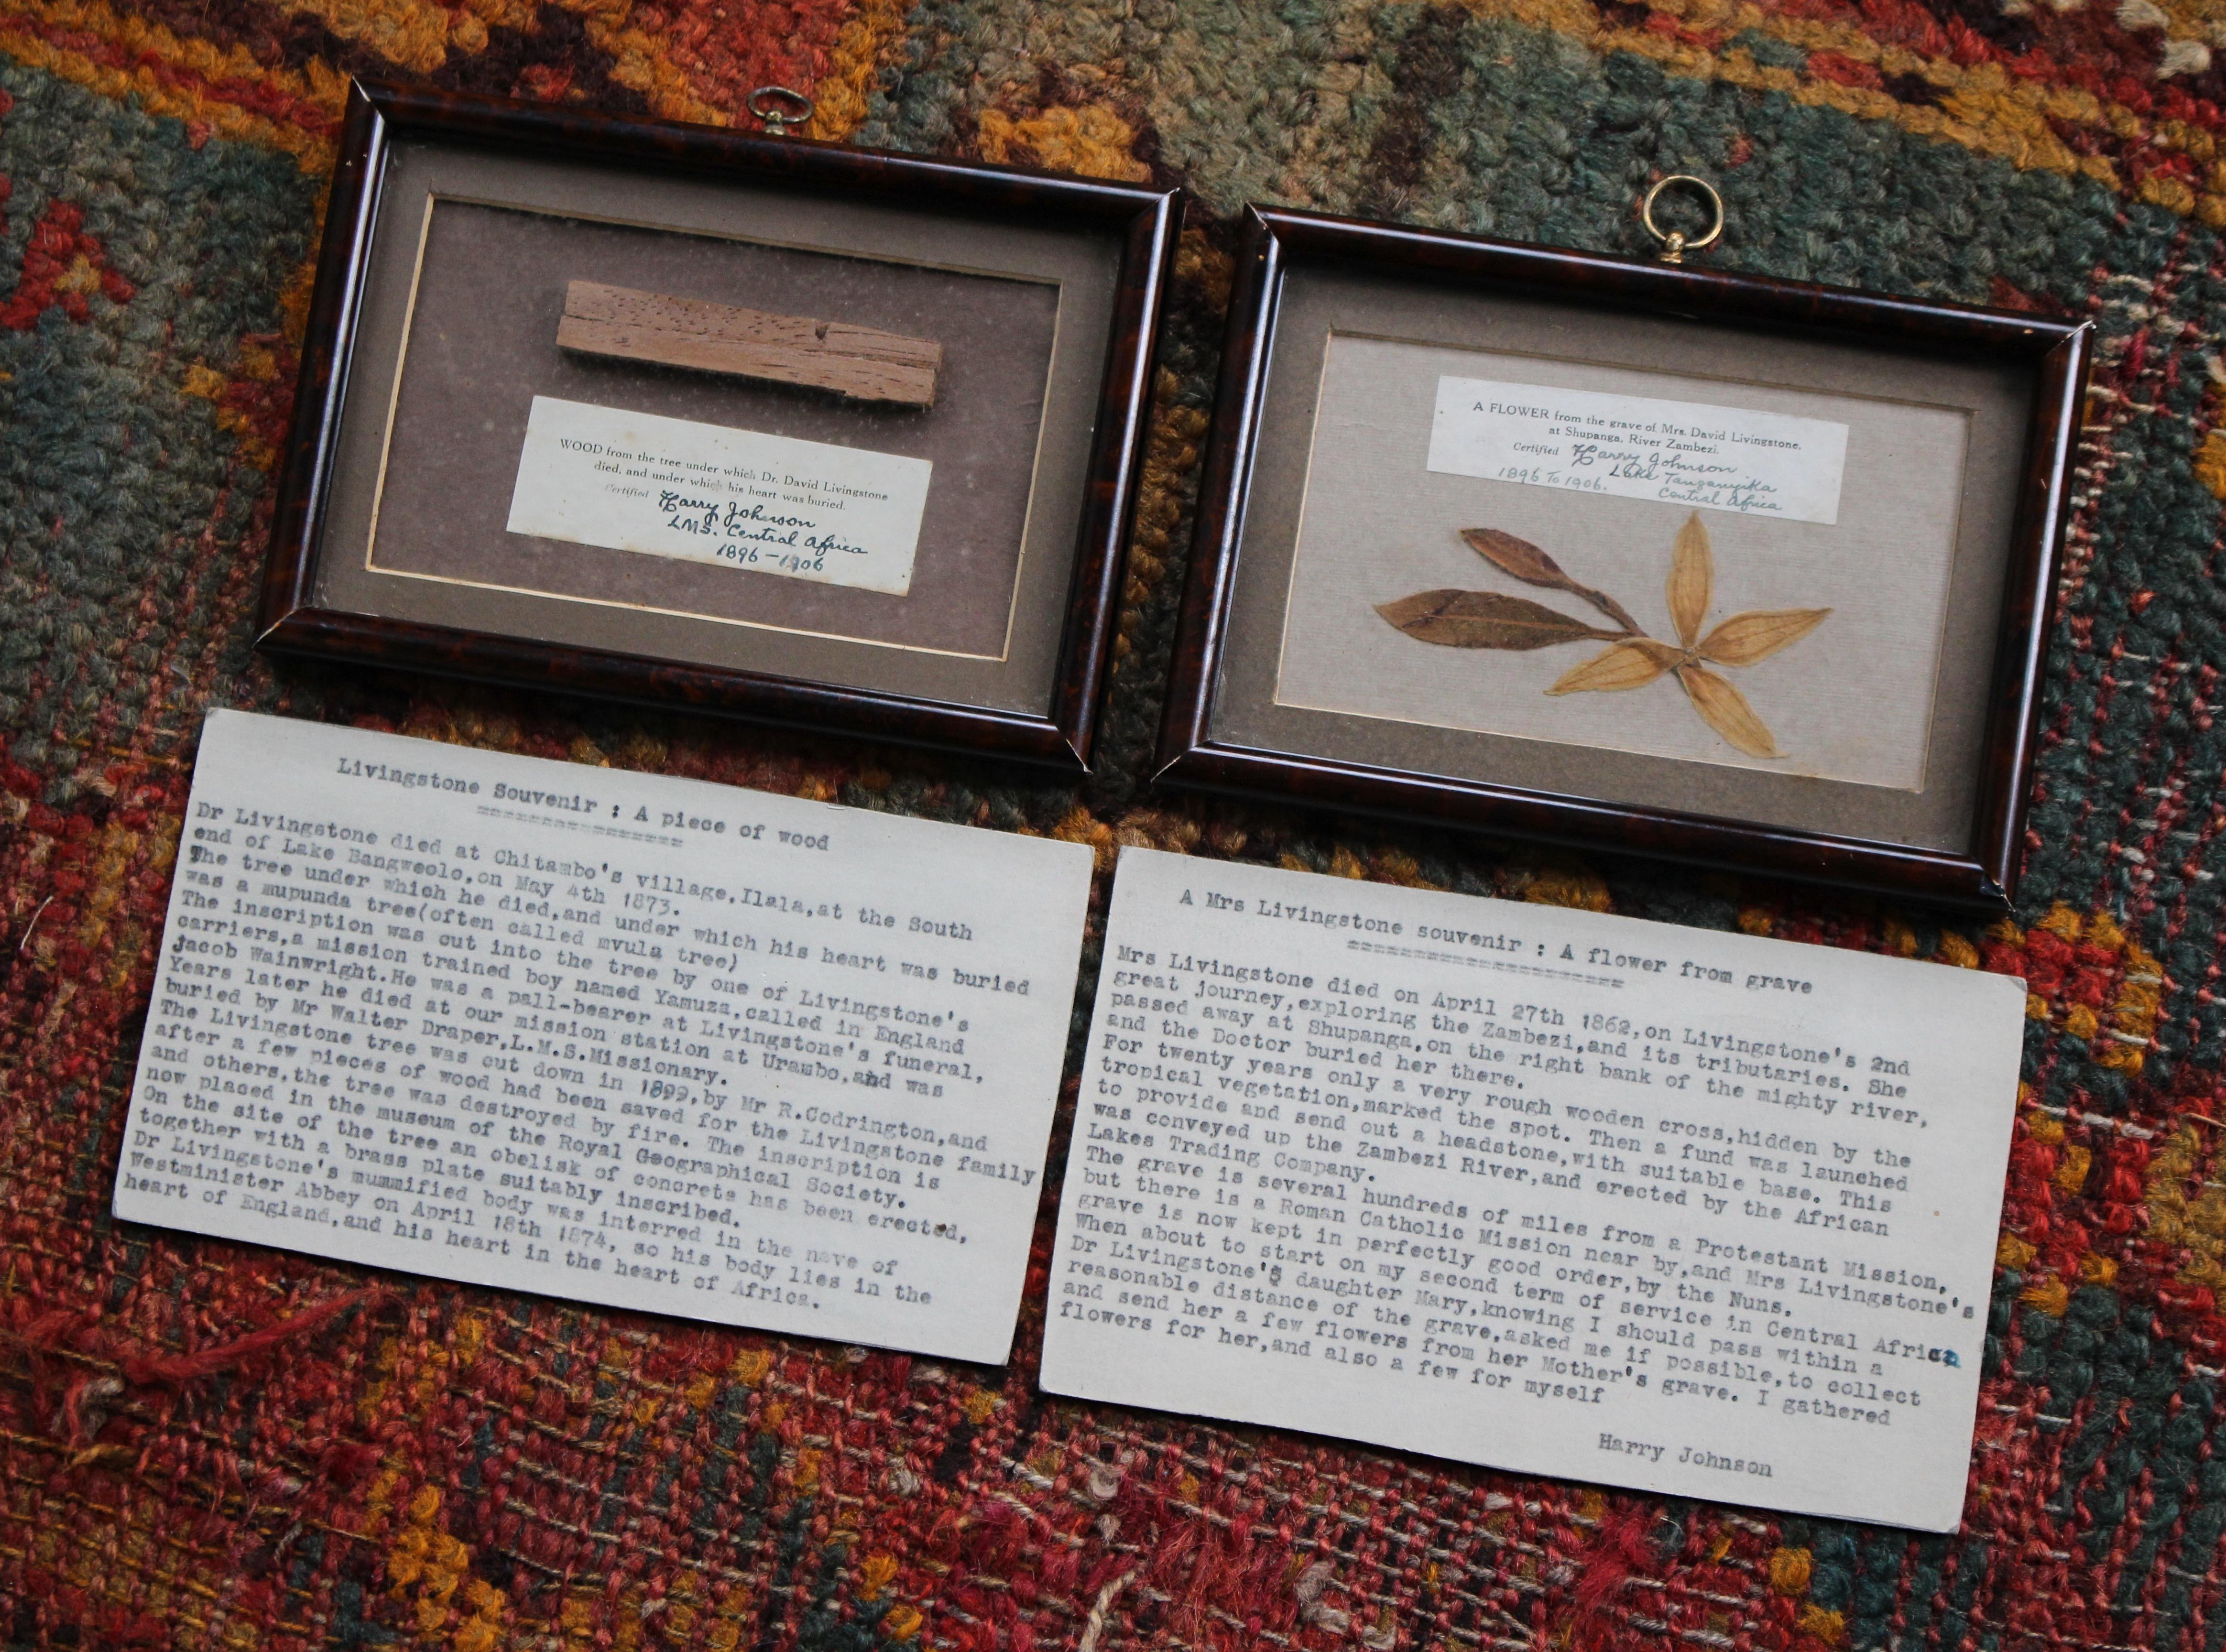 WOOD from the tree under which Dr. David Livingstone
died, and under which his heart was buried.
Certified Harry Johnson
LMS. Central Africa
1896-1906
A FLOWER from the grave of Mrs. David Livingstone,
at Shupanga, River Zambezi.
Certified Harry Johnson
1896 To 1906. Lake Tanganyika
Central Africa
Livingstone Souvenir : A piece of wood
================
Dr Livingstone died at Chitambo's village,Ilala,at the South
end of Lake Bangweolo,on May 4th 1873.
The tree under which he died,and under which his heart was buried
was a mupunda tree(often called mvula tree)
The inscription was cut into the tree by one of Livingstone's
carriers,a mission trained boy named Yamuza,called in England
Jacob Wainwright.He was a pall-bearer at Livingstone's funeral.
Years later he died at our mission station at Urambo,and was
buried by Mr Walter Draper,L.M.S.Missionary.
The Livingstone tree was cut down in 1899,by Mr R.Codrington,and
after a few pieces of wood had been saved for the Livingstone family
and others,the tree was destroyed by fire. The inscription is
now placed in the museum of the Royal Geographical Society.
On the site of the tree an obelisk of concrete has been erected,
together with a brass plate suitably inscribed.
Dr Livingstone's mummified body was interred in the nave of
Westminister Abbey on April 18th 1874, so his body lies in the
heart of England,and his heart in the heart of Africa.
A Mrs Livingstone souvenir : A flower from grave
=====================
Mrs Livingstone died on April 27th 1862,on Livingstone's 2nd
great journey,exploring the Zambezi,and its tributaries. She
passed away at Shupanga,on the right bank of the mighty river,
and the Doctor buried her there.
For twenty years only a very rough wooden cross,hidden by the
tropical vegetation,marked the spot. Then a fund was launched
to provide and send out a headstone,with suitable base. This
was conveyed up the Zambezi River,and erected by the African
Lakes Trading Company.
The grave is several hundreds of miles from a Protestant Mission,
but there is a Roman Catholic Mission near by,and Mrs Livingstone's
grave is now kept in perfectly good order,by the Nuns.
When about to start on my second term of service in Central Africa
Dr Livingstone's daughter Mary,knowing I should pass within a
reasonable distance of the grave,asked me if possible,to collect
and send her a few flowers from her Mother's grave. I gathered
flowers for her,and also a few for myself
Harry Johnson